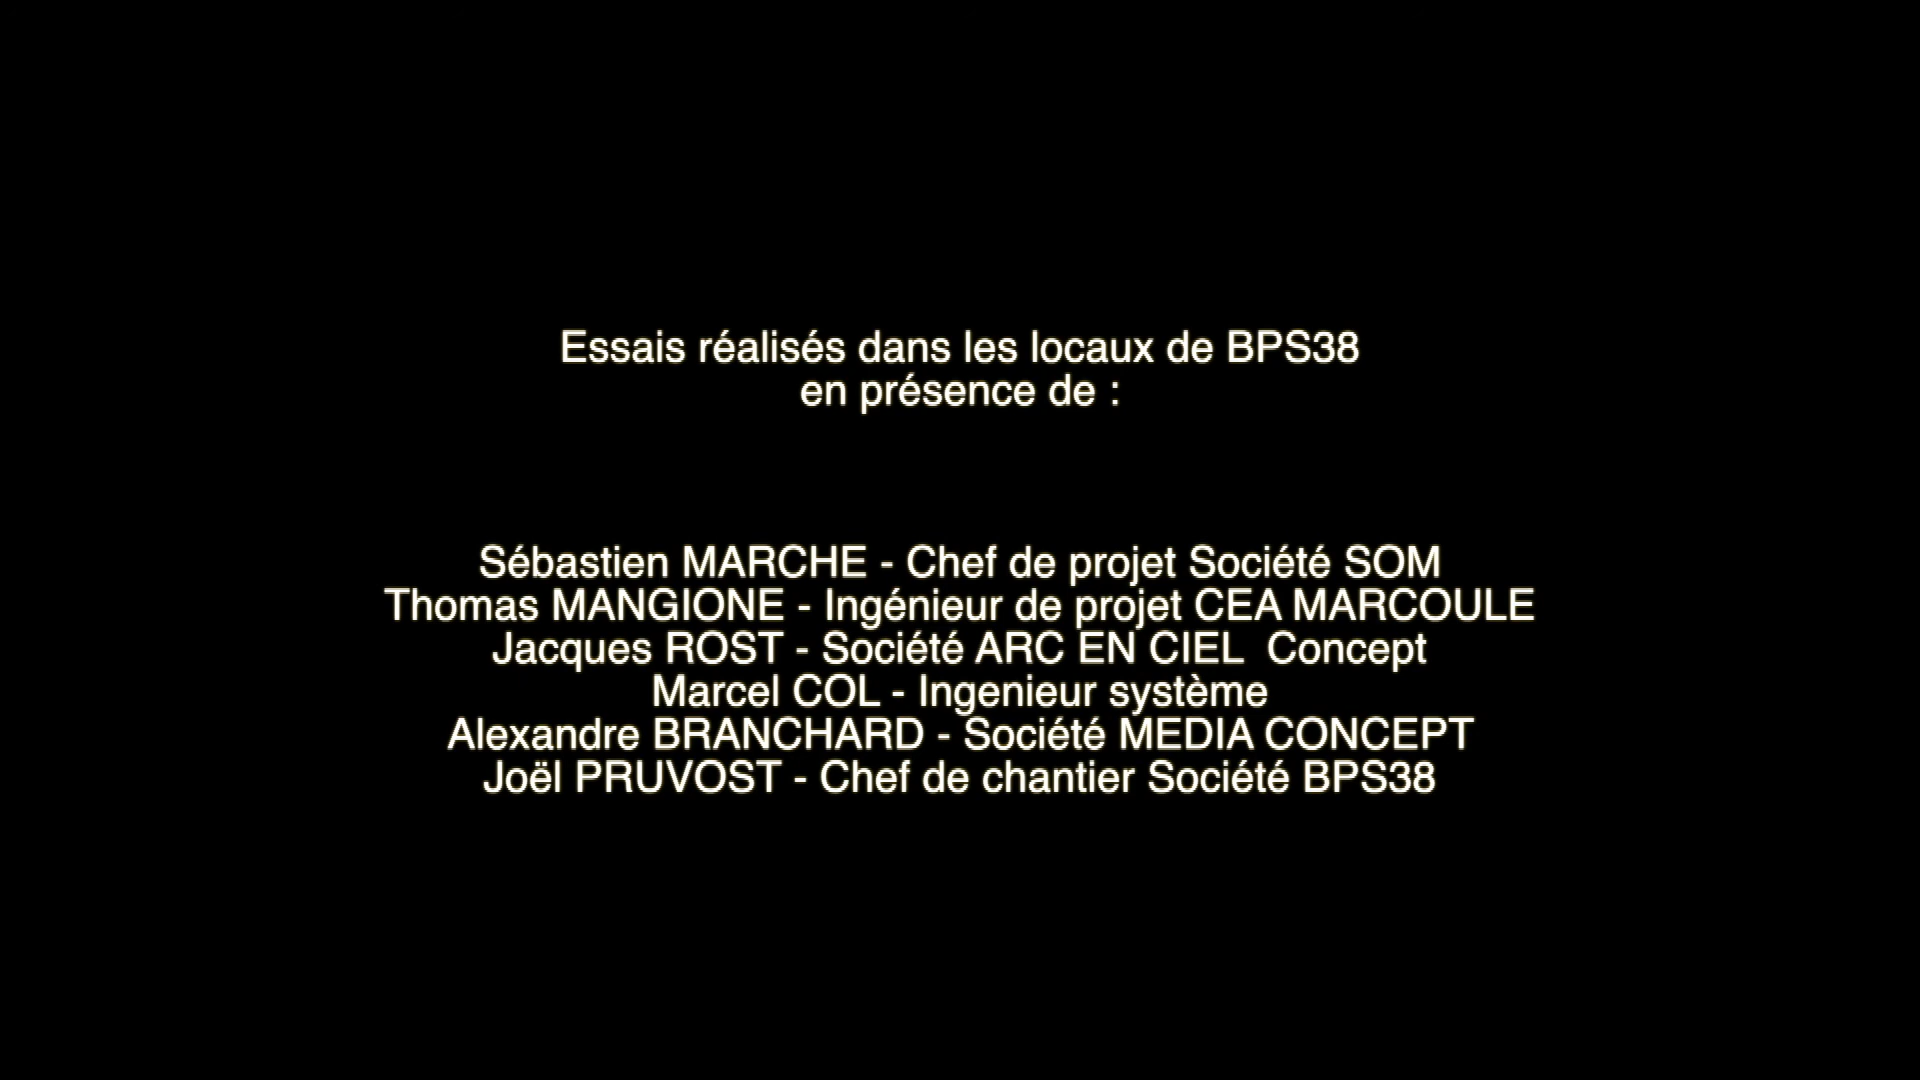 Essais réalisés dans les locaux de BPS38
en présence de :
Sébastien MARCHE - Chef de projet Société SOM
Thomas MANGIONE - Ingénieur de projet CEA MARCOULE
Jacques ROST - Société ARC EN CIEL  Concept
Marcel COL - Ingenieur système
Alexandre BRANCHARD - Société MEDIA CONCEPT
Joël PRUVOST - Chef de chantier Société BPS38